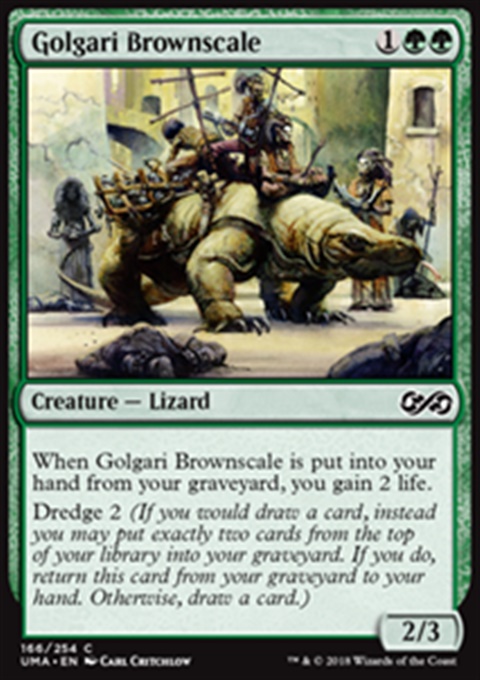 Golgari Brownscale 1
Creature — Lizard
When Golgari Brownscale is put into your
hand from your graveyard, you gain 2 life.
Dredge 2 (If you would draw a card, instead
you may put exactly two cards from the top
of your library into your graveyard. If you do,
return this card from your graveyard to your
hand. Otherwise, draw a card.)
2/3
166/254 C
UMA • EN Carl Critchlow
™ & © 2018 Wizards of the Coast